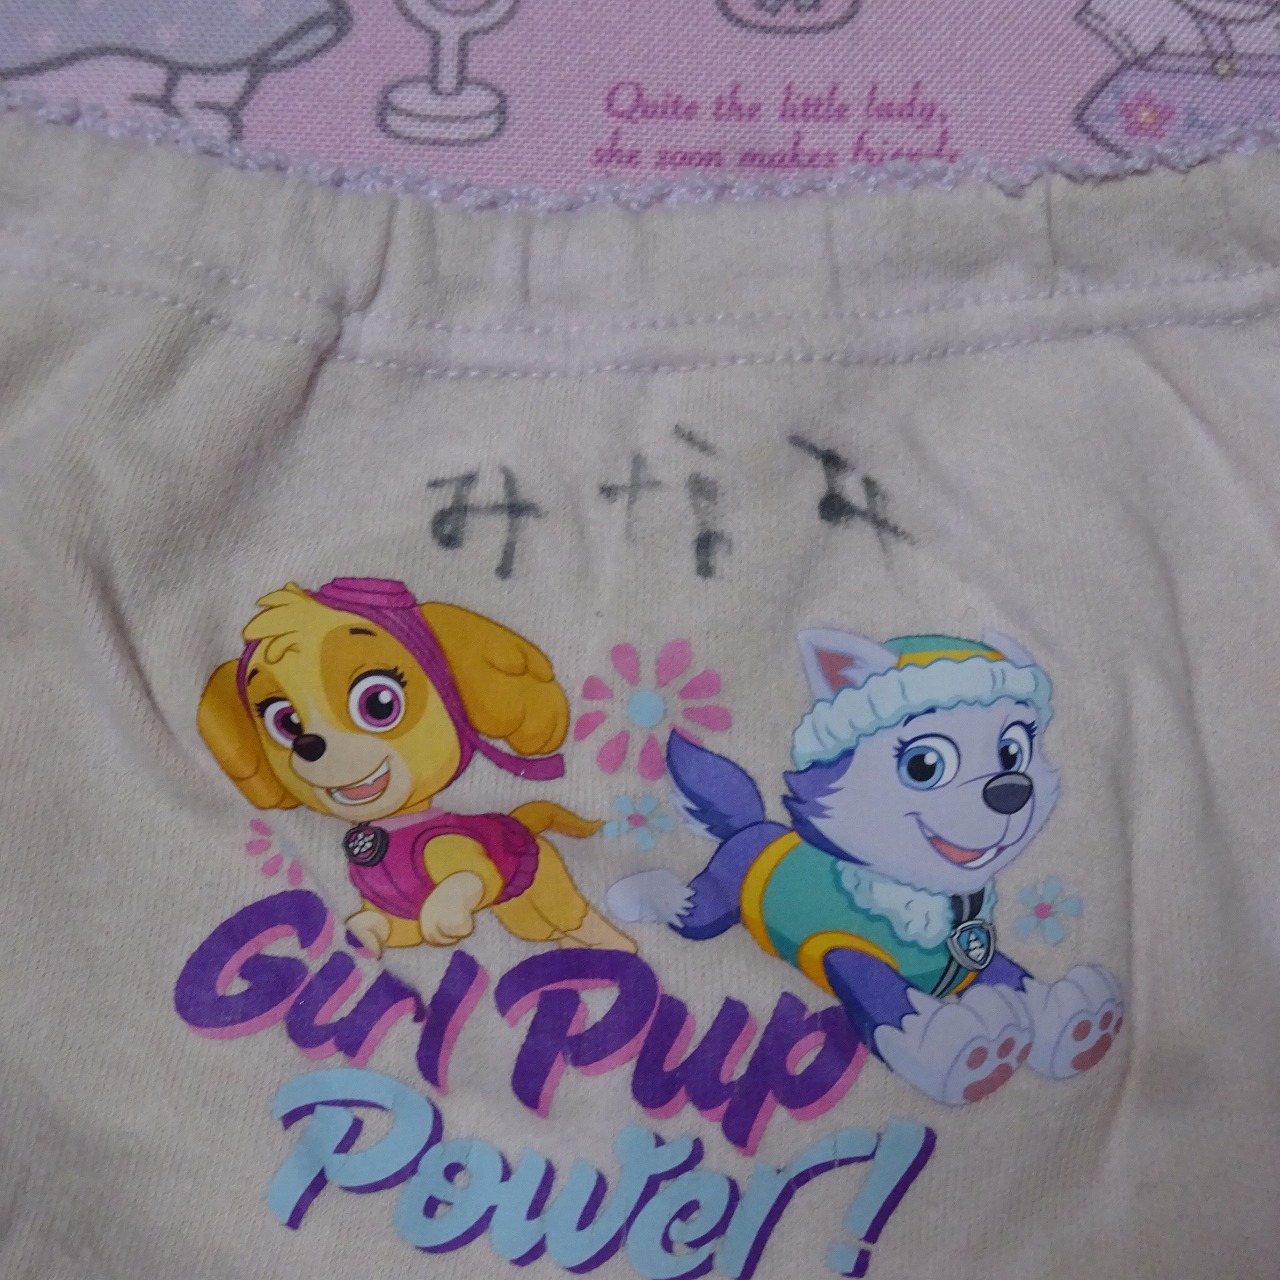 Quite the little lady,
she soon makes friends
みなみ
Girl Pup
Power!